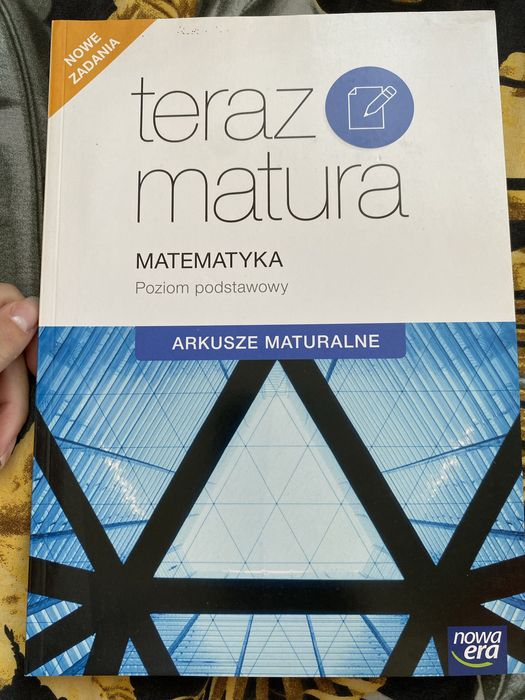 NOWE
ZADANIA
teraz
matura
MATEMATYKA
Poziom podstawowy
ARKUSZE MATURALNE
nowa
era